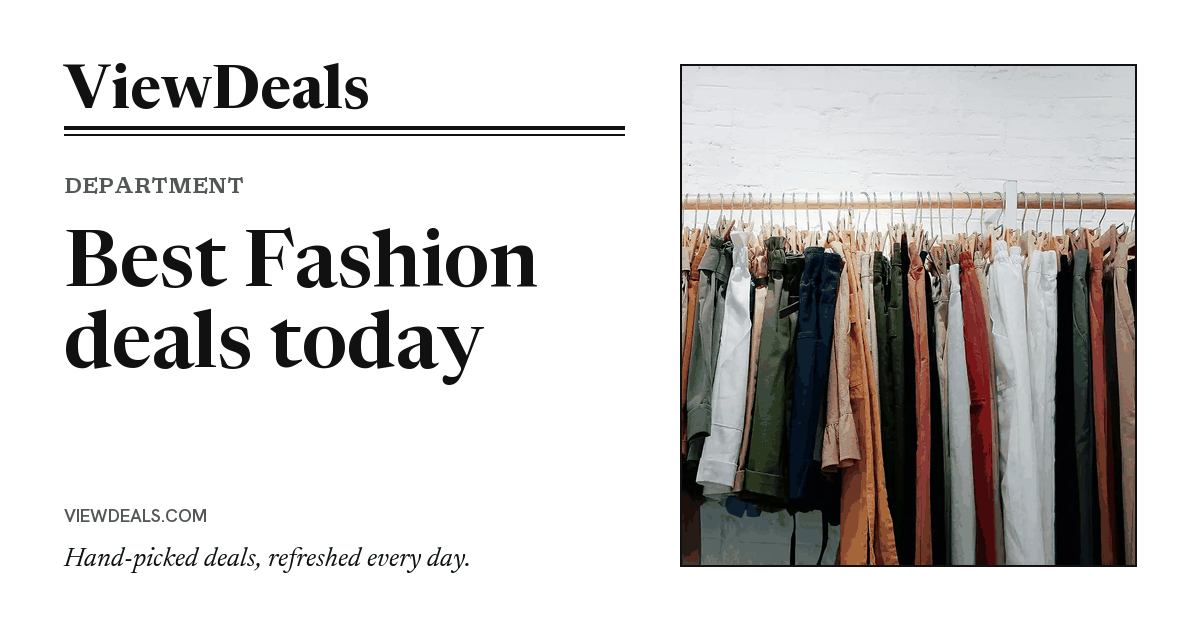 ViewDeals
DEPARTMENT
Best Fashion
deals today
VIEWDEALS.COM
Hand-picked deals, refreshed every day.